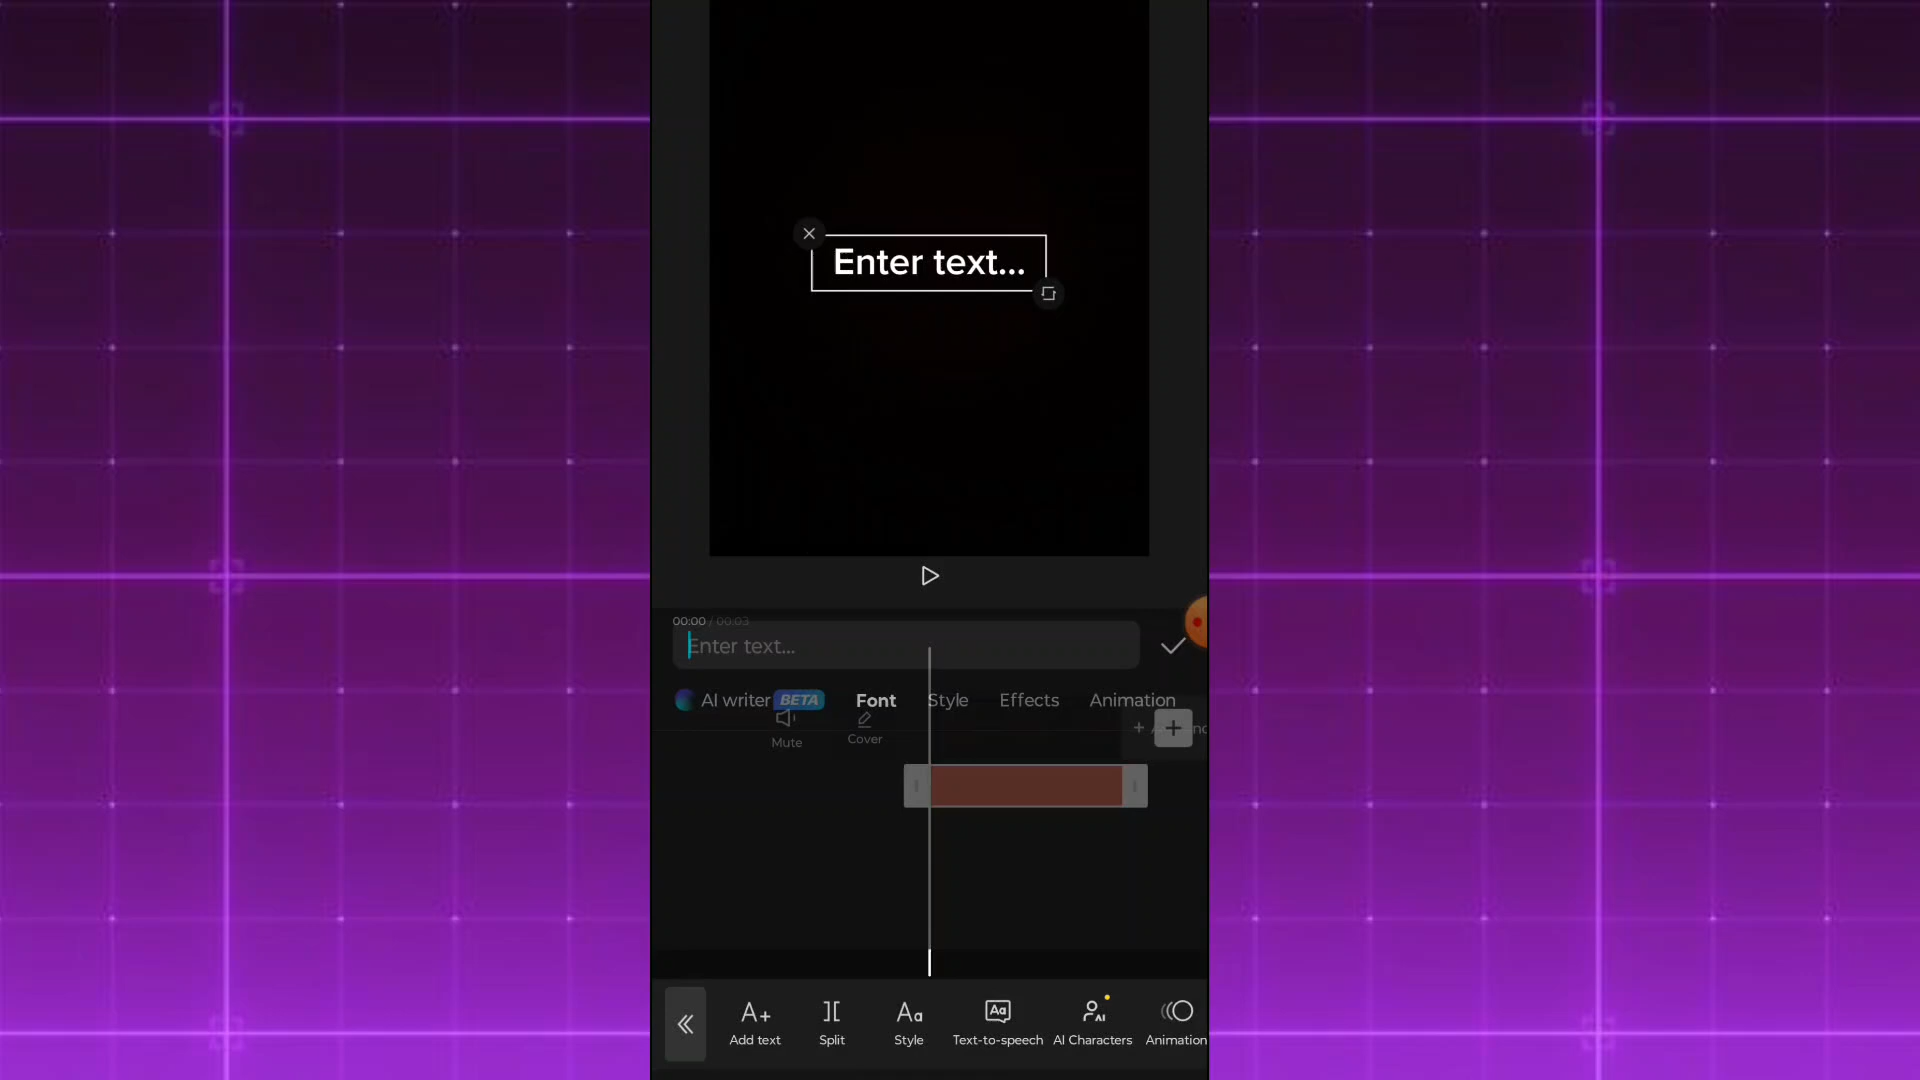 Enter text...
00:00 / 00:03
Enter text...
AI writer BETA Font Style Effects Animation
Mute Cover
Add text Split Style Text-to-speech AI Characters Animation